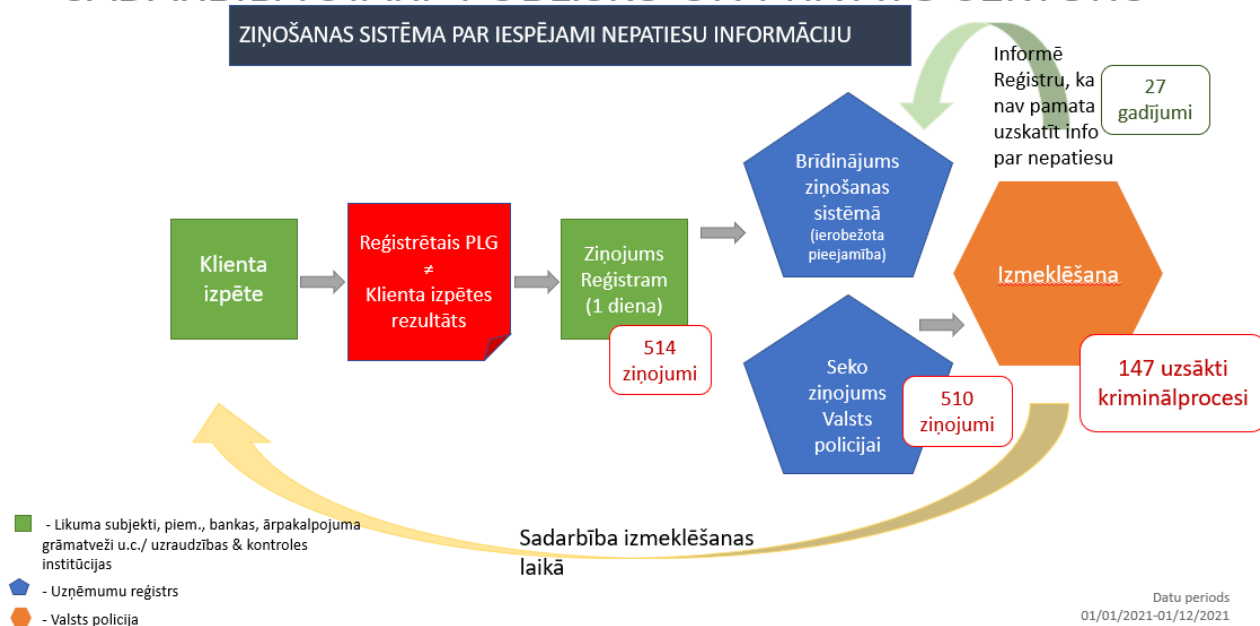 ZIŅOŠANAS SISTĒMA PAR IESPĒJAMI NEPATIESU INFORMĀCIJU
Informē
Reģistru, ka
nav pamata
uzskatīt info
par nepatiesu
27
gadījumi
Brīdinājums
ziņošanas
sistēmā
(ierobežota
pieejamība)
Klienta
izpēte
Reģistrētais PLG
≠
Klienta izpētes
rezultāts
Ziņojums
Reģistram
(1 diena)
514
ziņojumi
Izmeklēšana
Seko
ziņojums
Valsts
policijai
510
ziņojumi
147 uzsākti
kriminālprocesi
Sadarbība izmeklēšanas
laikā
- Likuma subjekti, piem., bankas, ārpakalpojuma
grāmatveži u.c./ uzraudzības & kontroles
institūcijas
- Uzņēmumu reģistrs
- Valsts policija
Datu periods
01/01/2021-01/12/2021